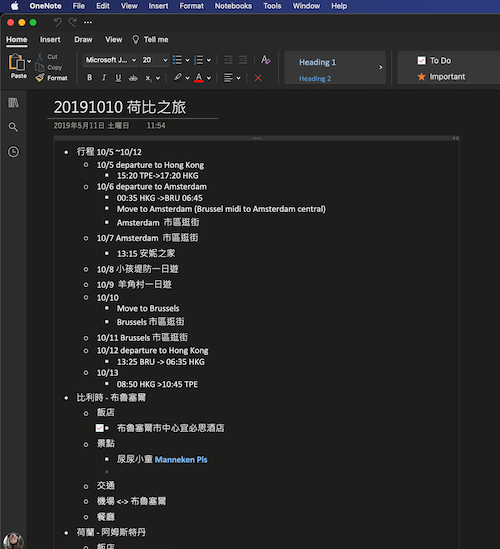 OneNote File Edit View Insert Format Notebooks Tools Window Help
Home Insert Draw View Tell me
Paste
Cut
Copy
Format
Microsoft J... 20
B I U ab x₂ A
Heading 1
Heading 2
To Do
Important
20191010 荷比之旅
2019年5月11日 土曜日 11:54
行程 10/5 ~10/12
10/5 departure to Hong Kong
15:20 TPE->17:20 HKG
10/6 departure to Amsterdam
00:35 HKG ->BRU 06:45
Move to Amsterdam (Brussel midi to Amsterdam central)
Amsterdam 市區逛街
10/7 Amsterdam 市區逛街
13:15 安妮之家
10/8 小孩堤防一日遊
10/9 羊角村一日遊
10/10
Move to Brussels
Brussels 市區逛街
10/11 Brussels 市區逛街
10/12 departure to Hong Kong
13:25 BRU -> 06:35 HKG
10/13
08:50 HKG >10:45 TPE
比利時 - 布魯塞爾
飯店
布魯塞爾市中心宜必思酒店
景點
尿尿小童 Manneken Pis
交通
機場 <-> 布魯塞爾
餐廳
荷蘭 - 阿姆斯特丹
飯店